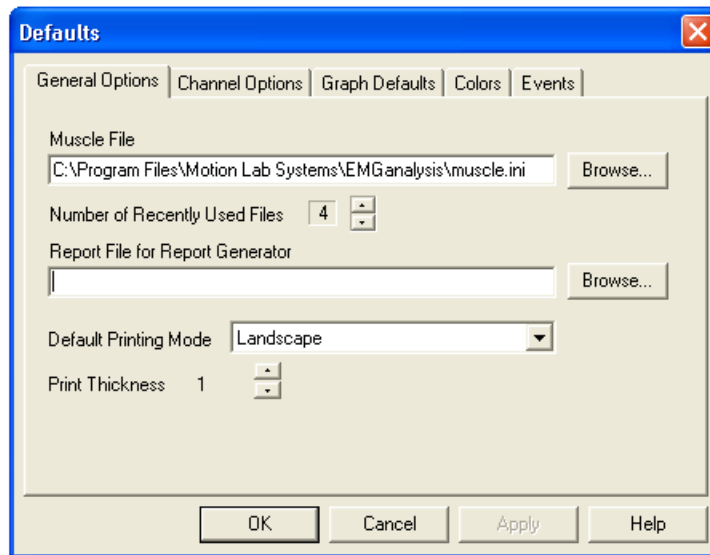 Defaults
General Options Channel Options Graph Defaults Colors Events
Muscle File
C:\Program Files\Motion Lab Systems\EMGanalysis\muscle.ini Browse...
Number of Recently Used Files 4
Report File for Report Generator
Browse...
Default Printing Mode Landscape
Print Thickness 1
OK Cancel Apply Help